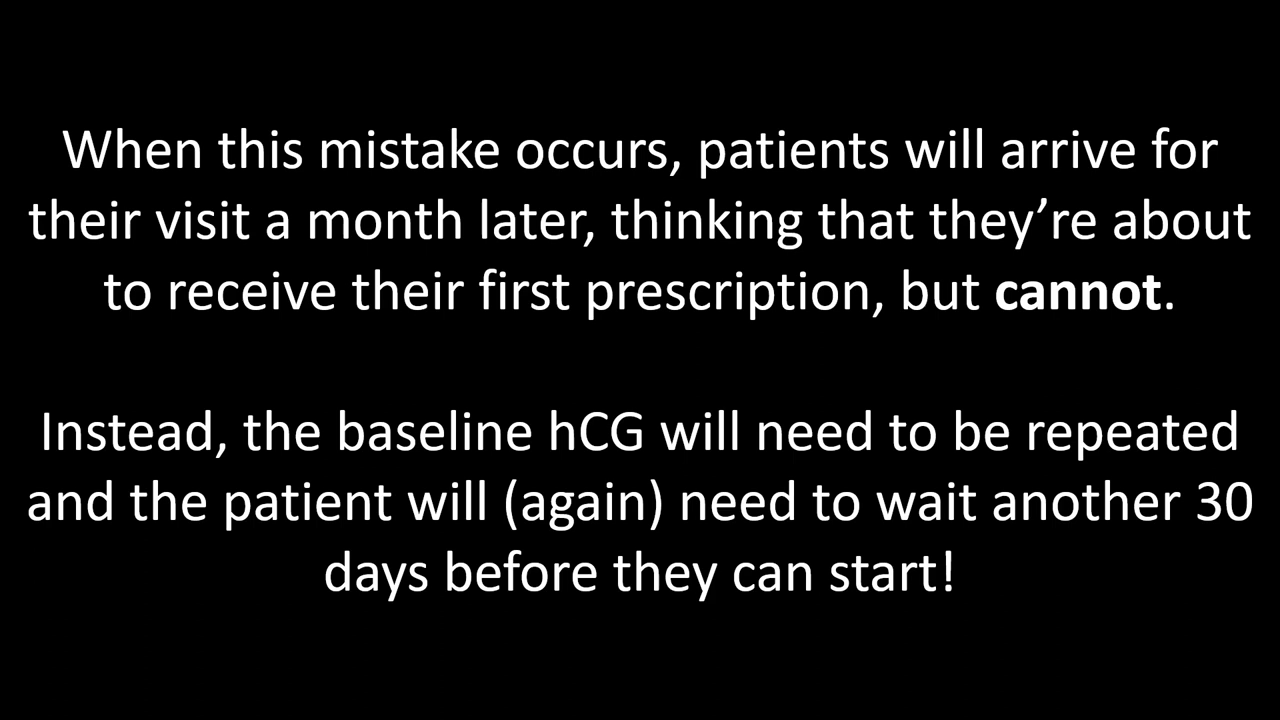 When this mistake occurs, patients will arrive for
their visit a month later, thinking that they’re about
to receive their first prescription, but cannot.
Instead, the baseline hCG will need to be repeated
and the patient will (again) need to wait another 30
days before they can start!